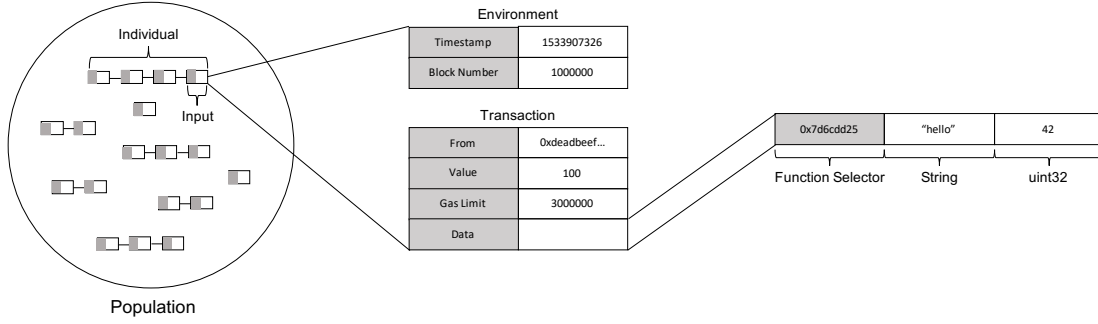 Individual
Input
Population
Environment
Timestamp 1533907326
Block Number 1000000
Transaction
From 0xdeadbeef...
Value 100
Gas Limit 3000000
Data
0x7d6cdd25 "hello" 42
Function Selector String uint32